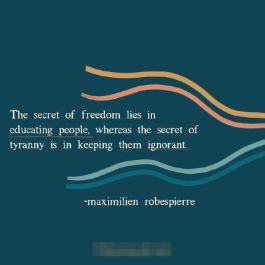 The secret of freedom lies in
educating people, whereas the secret of
tyranny is in keeping them ignorant.
-maximilien robespierre